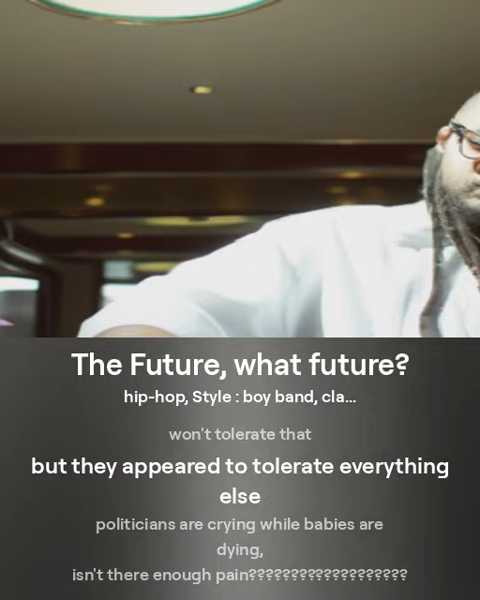 The Future, what future?
hip-hop, Style : boy band, cla...
won't tolerate that
but they appeared to tolerate everything
else
politicians are crying while babies are
dying,
isn't there enough pain???????????????????